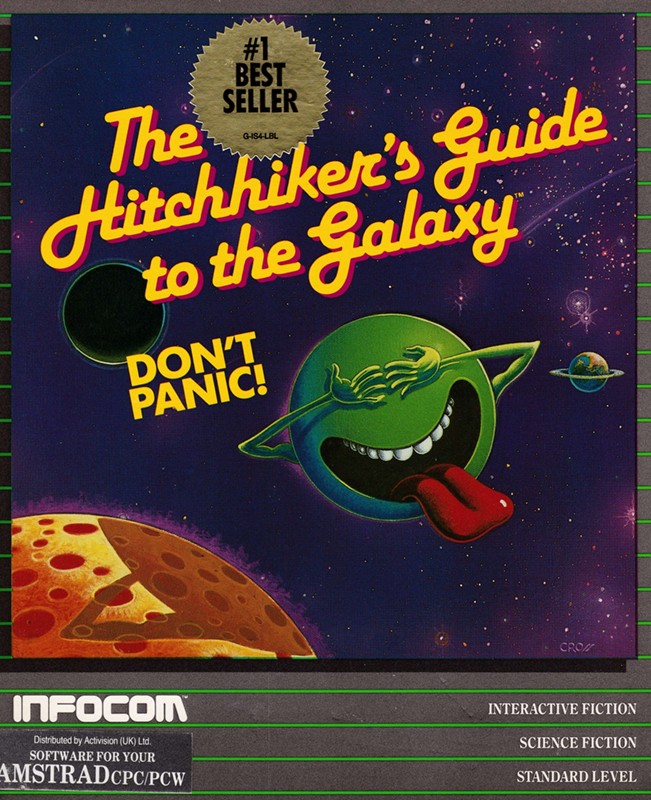 #1
BEST
SELLER
G-IS4-LBL
The
Hitchhiker's Guide
to the Galaxy™
DON'T
PANIC!
CROSS
INFOCOM™
INTERACTIVE FICTION
SCIENCE FICTION
STANDARD LEVEL
Distributed by Activision (UK) Ltd.
SOFTWARE FOR YOUR
AMSTRAD CPC/PCW